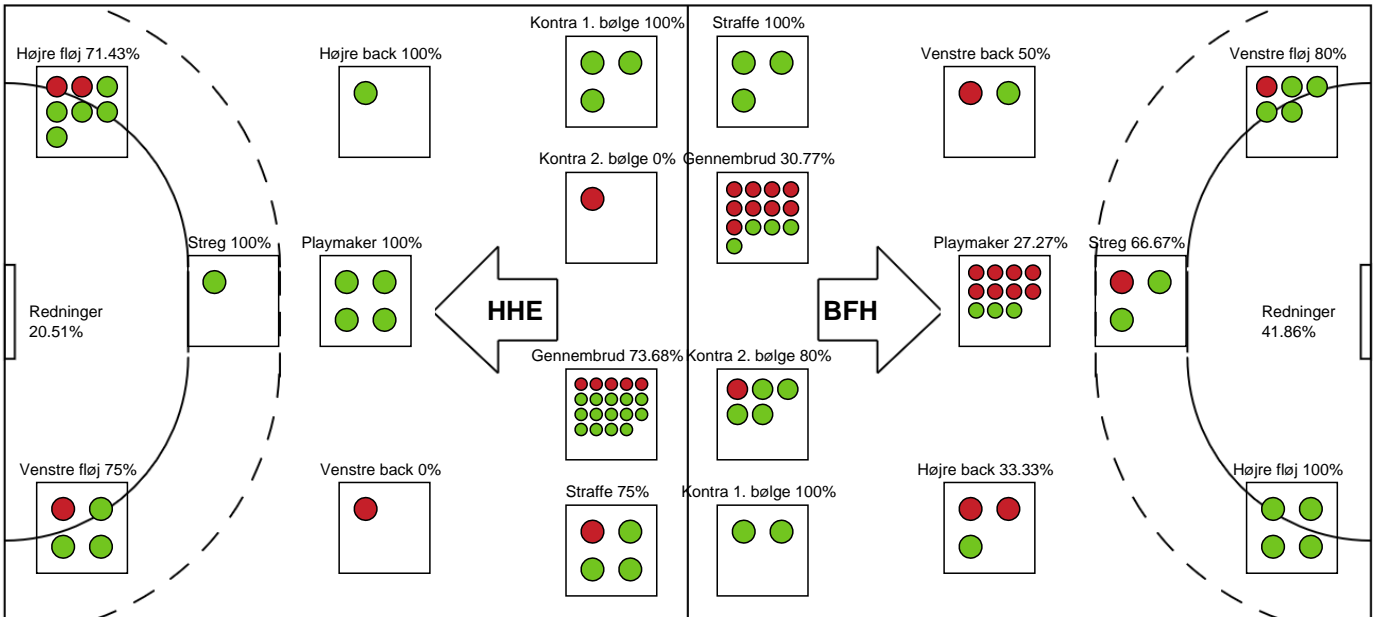 Kontra 1. bølge 100%
Straffe 100%
Højre fløj 71.43%
Højre back 100%
Venstre back 50%
Venstre fløj 80%
Kontra 2. bølge 0%
Gennembrud 30.77%
Streg 100%
Playmaker 100%
Playmaker 27.27%
Streg 66.67%
Redninger
20.51%
HHE
BFH
Redninger
41.86%
Gennembrud 73.68%
Kontra 2. bølge 80%
Venstre fløj 75%
Venstre back 0%
Højre back 33.33%
Højre fløj 100%
Straffe 75%
Kontra 1. bølge 100%